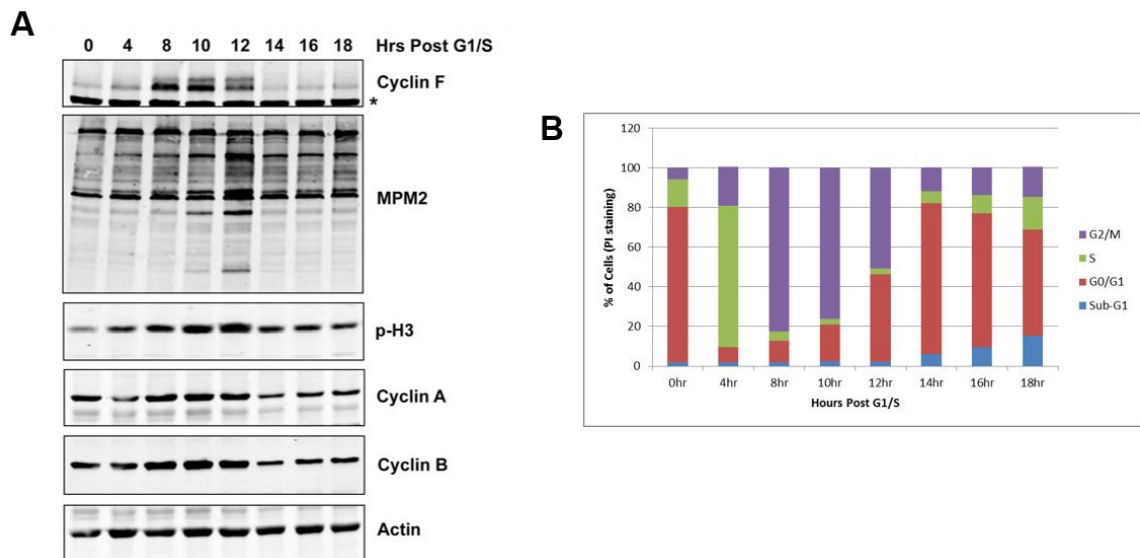 A
0 4 8 10 12 14 16 18 Hrs Post G1/S
Cyclin F
*
MPM2
p-H3
Cyclin A
Cyclin B
Actin
B
120
100
80
60
40
20
0
% of Cells (PI staining)
0hr 4hr 8hr 10hr 12hr 14hr 16hr 18hr
Hours Post G1/S
G2/M
S
G0/G1
Sub-G1